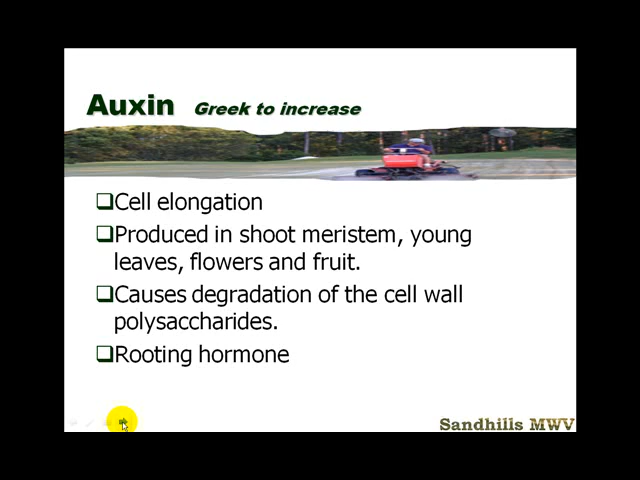 Auxin Greek to increase
Cell elongation
Produced in shoot meristem, young
leaves, flowers and fruit.
Causes degradation of the cell wall
polysaccharides.
Rooting hormone
Sandhills MWV